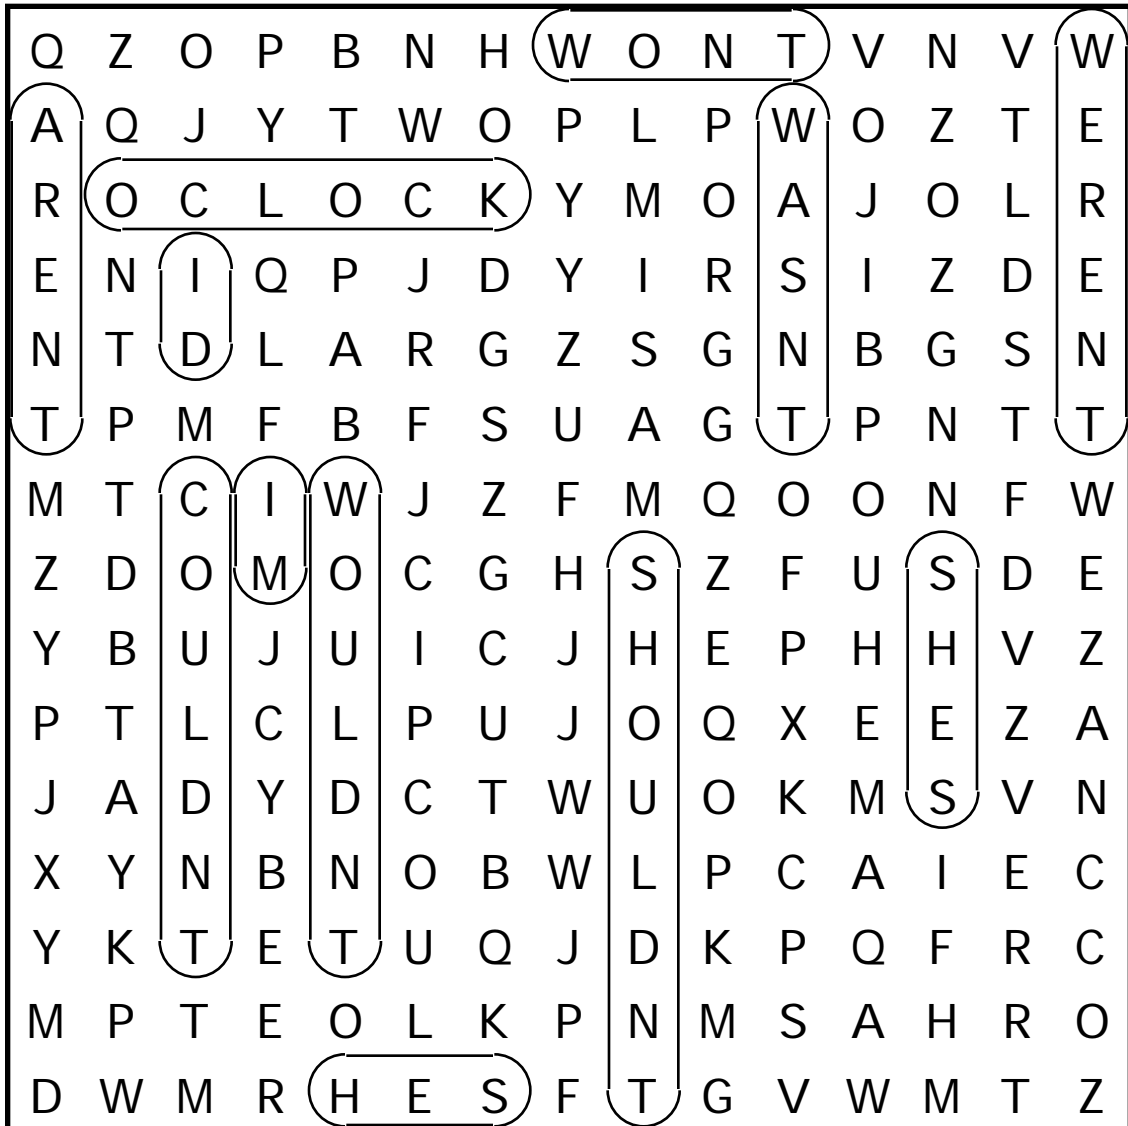 Q Z O P B N H W O N T V N V W
A Q J Y T W O P L P W O Z T E
R O C L O C K Y M O A J O L R
E N I Q P J D Y I R S I Z D E
N T D L A R G Z S G N B G S N
T P M F B F S U A G T P N T T
M T C I W J Z F M Q O O N F W
Z D O M O C G H S Z F U S D E
Y B U J U I C J H E P H H V Z
P T L C L P U J O Q X E E Z A
J A D Y D C T W U O K M S V N
X Y N B N O B W L P C A I E C
Y K T E T U Q J D K P Q F R C
M P T E O L K P N M S A H R O
D W M R H E S F T G V W M T Z